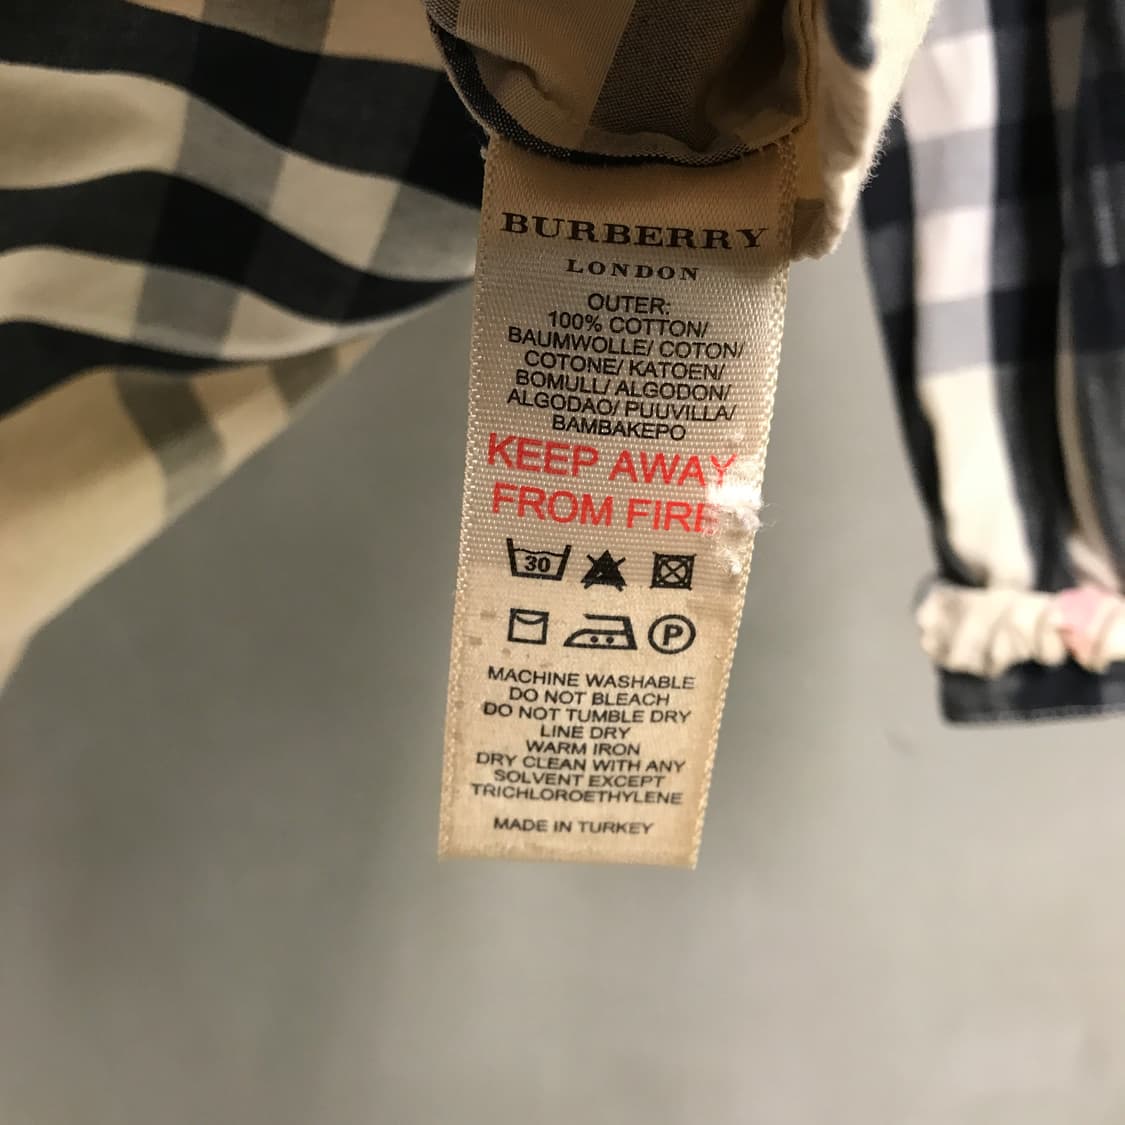 BURBERRY
LONDON
OUTER:
100% COTTON/
BAUMWOLLE/ COTON/
COTONE/ KATOEN/
BOMULL/ ALGODON/
ALGODAO/ PUUVILLA/
BAMBAKEPO
KEEP AWAY
FROM FIRE
30
P
MACHINE WASHABLE
DO NOT BLEACH
DO NOT TUMBLE DRY
LINE DRY
WARM IRON
DRY CLEAN WITH ANY
SOLVENT EXCEPT
TRICHLOROETHYLENE
MADE IN TURKEY